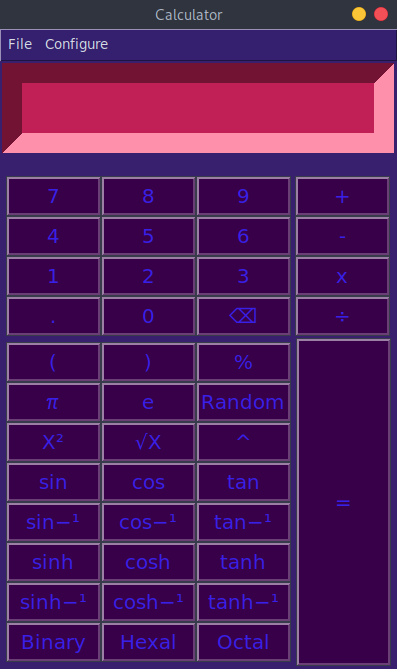 Calculator
File Configure
7 8 9 +
4 5 6 -
1 2 3 x
. 0 ⌫ ÷
( ) %
π e Random
X² √X ^
sin cos tan
sin−¹ cos−¹ tan−¹
=
sinh cosh tanh
sinh−¹ cosh−¹ tanh−¹
Binary Hexal Octal